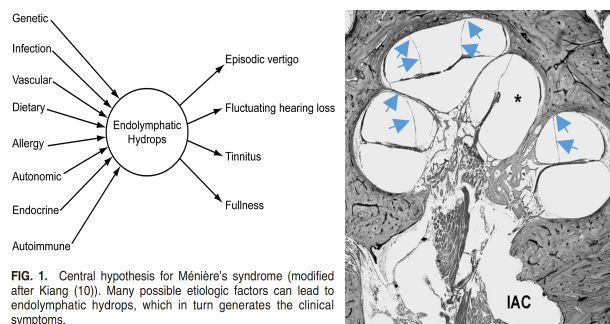 Genetic
Infection
Vascular
Dietary
Allergy
Autonomic
Endocrine
Autoimmune
Endolymphatic
Hydrops
Episodic vertigo
Fluctuating hearing loss
Tinnitus
Fullness
FIG. 1. Central hypothesis for Ménière's syndrome (modified
after Kiang (10)). Many possible etiologic factors can lead to
endolymphatic hydrops, which in turn generates the clinical
symptoms.
*
IAC